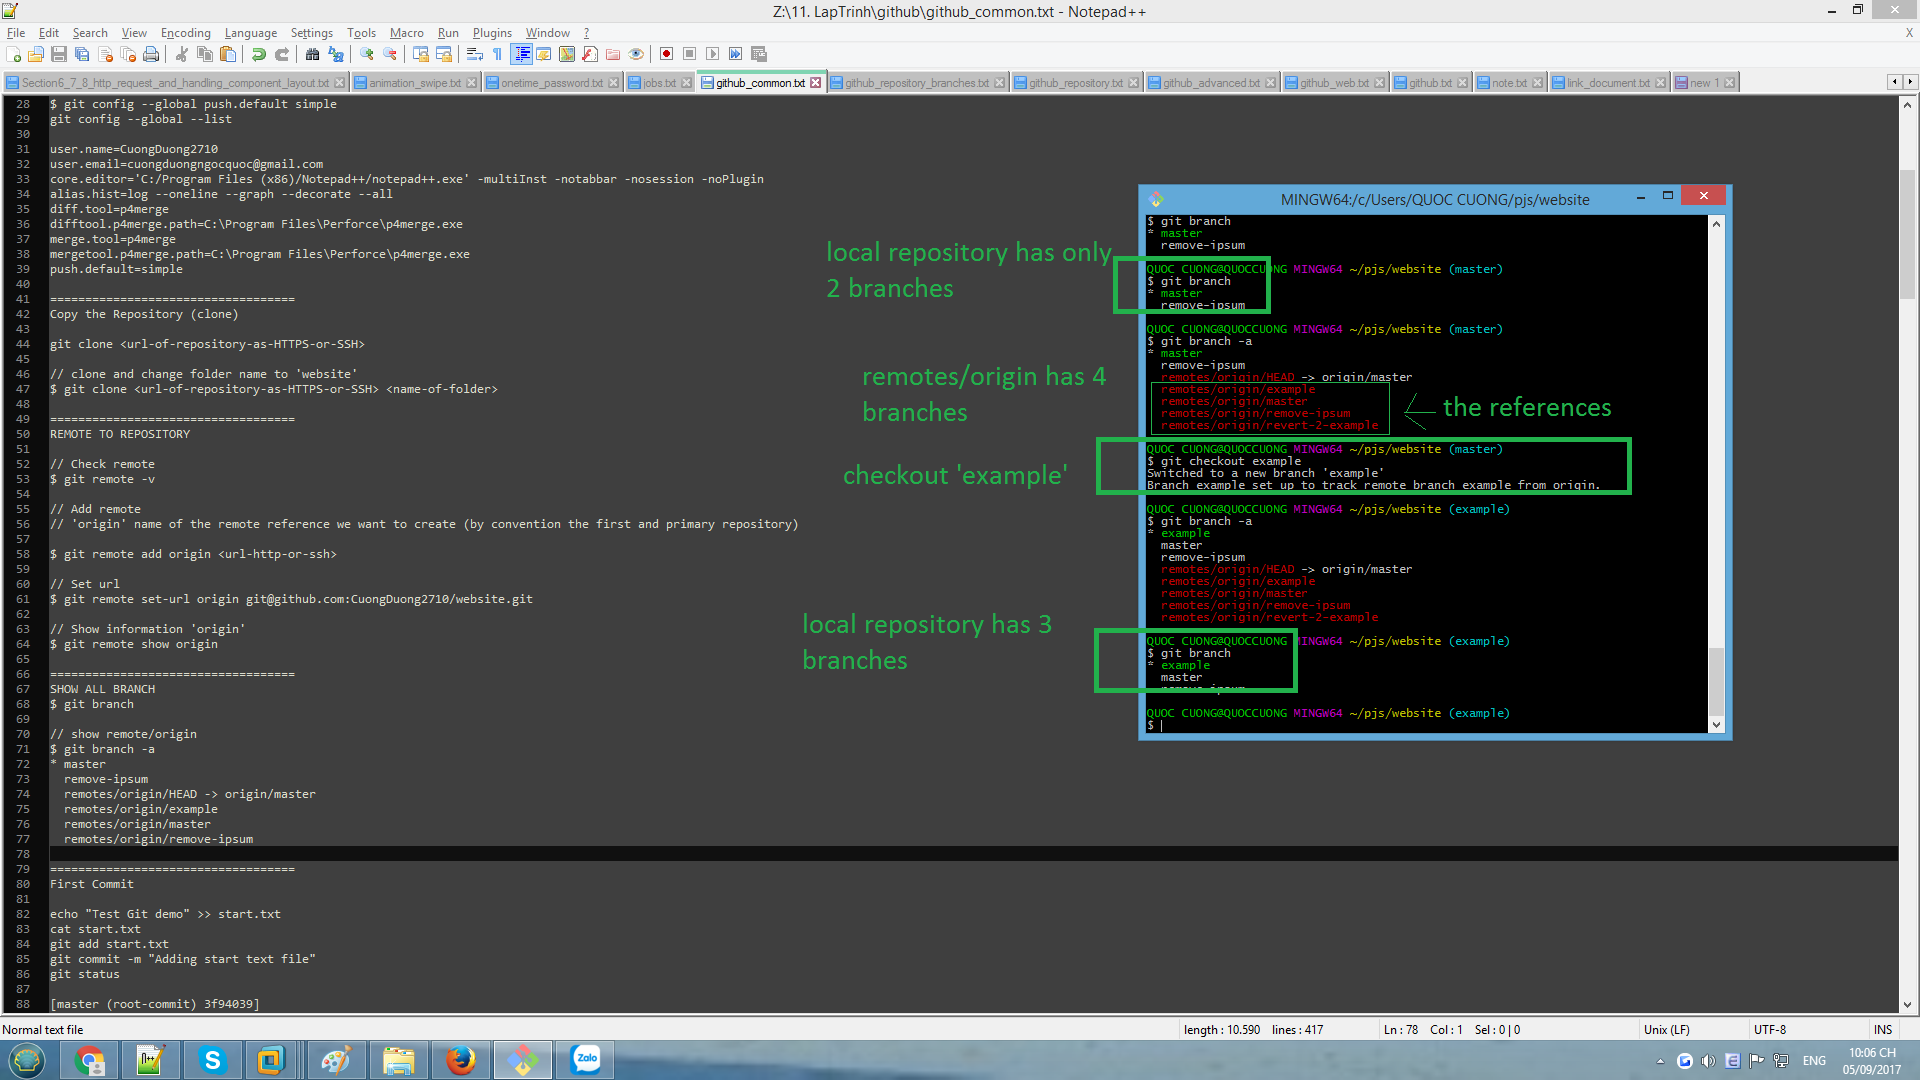 Z:\11. LapTrinh\github\github_common.txt - Notepad++
File Edit Search View Encoding Language Settings Tools Macro Run Plugins Window ? X
Section6_7_8_http_request_and_handling_component_layout.txt animation_swipe.txt onetime_password.txt jobs.txt github_common.txt github_repository_branches.txt github_repository.txt github_advanced.txt github_web.txt github.txt note.txt link_document.txt new 1
28 $ git config --global push.default simple
29 git config --global --list
30
31 user.name=CuongDuong2710
32 user.email=cuongduongngocquoc@gmail.com
33 core.editor='C:/Program Files (x86)/Notepad++/notepad++.exe' -multiInst -notabbar -nosession -noPlugin
34 alias.hist=log --oneline --graph --decorate --all
35 diff.tool=p4merge
36 difftool.p4merge.path=C:\Program Files\Perforce\p4merge.exe
37 merge.tool=p4merge
38 mergetool.p4merge.path=C:\Program Files\Perforce\p4merge.exe
39 push.default=simple
40
41 ===================================
42 Copy the Repository (clone)
43
44 git clone <url-of-repository-as-HTTPS-or-SSH>
45
46 // clone and change folder name to 'website'
47 $ git clone <url-of-repository-as-HTTPS-or-SSH> <name-of-folder>
48
49 ===================================
50 REMOTE TO REPOSITORY
51
52 // Check remote
53 $ git remote -v
54
55 // Add remote
56 // 'origin' name of the remote reference we want to create (by convention the first and primary repository)
57
58 $ git remote add origin <url-http-or-ssh>
59
60 // Set url
61 $ git remote set-url origin git@github.com:CuongDuong2710/website.git
62
63 // Show information 'origin'
64 $ git remote show origin
65
66 ===================================
67 SHOW ALL BRANCH
68 $ git branch
69
70 // show remote/origin
71 $ git branch -a
72 * master
73 remove-ipsum
74 remotes/origin/HEAD -> origin/master
75 remotes/origin/example
76 remotes/origin/master
77 remotes/origin/remove-ipsum
78
79 ===================================
80 First Commit
81
82 echo "Test Git demo" >> start.txt
83 cat start.txt
84 git add start.txt
85 git commit -m "Adding start text file"
86 git status
87
88 [master (root-commit) 3f94039]
local repository has only
2 branches
remotes/origin has 4
branches
checkout 'example'
local repository has 3
branches
the references
MINGW64:/c/Users/QUOC CUONG/pjs/website
$ git branch
* master
remove-ipsum
QUOC CUONG@QUOCCUONG MINGW64 ~/pjs/website (master)
$ git branch
* master
remove-ipsum
QUOC CUONG@QUOCCUONG MINGW64 ~/pjs/website (master)
$ git branch -a
* master
remove-ipsum
remotes/origin/HEAD -> origin/master
remotes/origin/example
remotes/origin/master
remotes/origin/remove-ipsum
remotes/origin/revert-2-example
QUOC CUONG@QUOCCUONG MINGW64 ~/pjs/website (master)
$ git checkout example
Switched to a new branch 'example'
Branch example set up to track remote branch example from origin.
QUOC CUONG@QUOCCUONG MINGW64 ~/pjs/website (example)
$ git branch -a
* example
master
remove-ipsum
remotes/origin/HEAD -> origin/master
remotes/origin/example
remotes/origin/master
remotes/origin/remove-ipsum
remotes/origin/revert-2-example
QUOC CUONG@QUOCCUONG MINGW64 ~/pjs/website (example)
$ git branch
* example
master
remove-ipsum
QUOC CUONG@QUOCCUONG MINGW64 ~/pjs/website (example)
$
Normal text file length : 10.590 lines : 417 Ln : 78 Col : 1 Sel : 0 | 0 Unix (LF) UTF-8 INS
Zalo
ENG
10:06 CH
05/09/2017